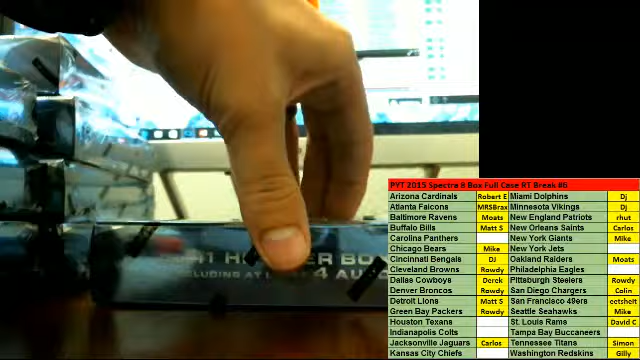 4 AUTO
PYT 2015 Spectra 8 Box Full Case RT Break #6
Arizona Cardinals Robert E Miami Dolphins Dj
Atlanta Falcons MRSBrax Minnesota Vikings Dj
Baltimore Ravens Moats New England Patriots rhut
Buffalo Bills Matt S New Orleans Saints Carlos
Carolina Panthers New York Giants Mike
Chicago Bears Mike New York Jets
Cincinnati Bengals DJ Oakland Raiders Moats
Cleveland Browns Rowdy Philadelphia Eagles
Dallas Cowboys Derek Pittsburgh Steelers Rowdy
Denver Broncos Rowdy San Diego Chargers Colin
Detroit Lions Matt S San Francisco 49ers eetsheit
Green Bay Packers Rowdy Seattle Seahawks Mike
Houston Texans St. Louis Rams David C
Indianapolis Colts Tampa Bay Buccaneers
Jacksonville Jaguars Carlos Tennessee Titans Simon
Kansas City Chiefs Washington Redskins Gilly